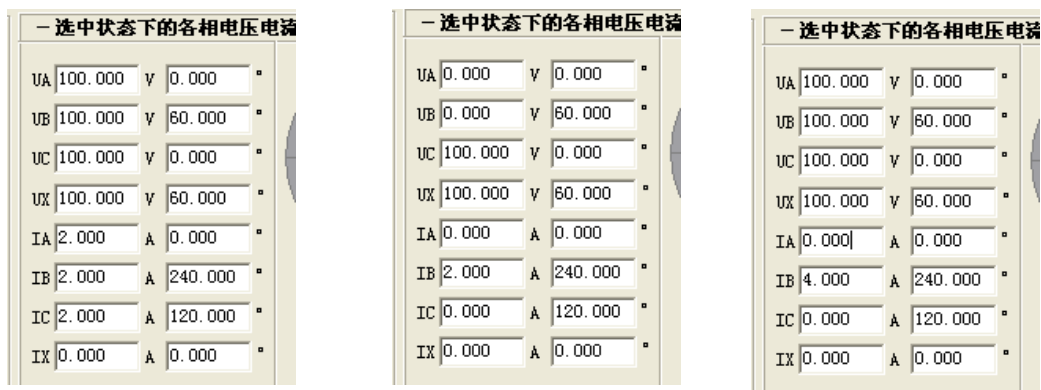 －选中状态下的各相电压电流
UA 100.000 V 0.000 °
UB 100.000 V 60.000 °
UC 100.000 V 0.000 °
UX 100.000 V 60.000 °
IA 2.000 A 0.000 °
IB 2.000 A 240.000 °
IC 2.000 A 120.000 °
IX 0.000 A 0.000 °
－选中状态下的各相电压电流
UA 0.000 V 0.000 °
UB 0.000 V 60.000 °
UC 100.000 V 0.000 °
UX 100.000 V 60.000 °
IA 0.000 A 0.000 °
IB 2.000 A 240.000 °
IC 0.000 A 120.000 °
IX 0.000 A 0.000 °
－选中状态下的各相电压电流
UA 100.000 V 0.000 °
UB 100.000 V 60.000 °
UC 100.000 V 0.000 °
UX 100.000 V 60.000 °
IA 0.000 A 0.000 °
IB 4.000 A 240.000 °
IC 0.000 A 120.000 °
IX 0.000 A 0.000 °